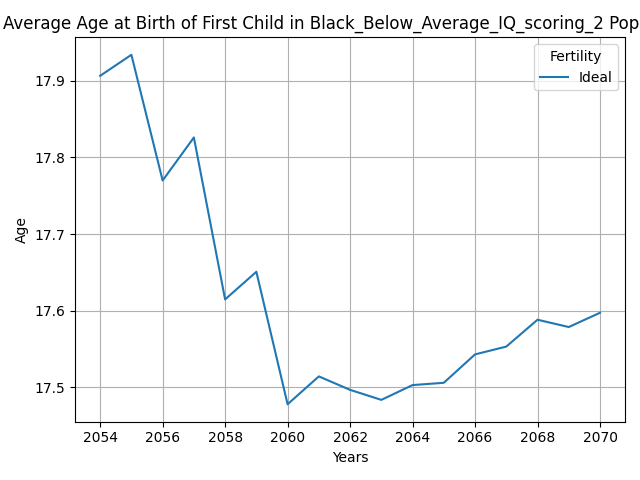 Average Age at Birth of First Child in Black_Below_Average_IQ_scoring_2 Pop
Fertility
Ideal
17.9
17.8
17.7
17.6
17.5
Age
2054 2056 2058 2060 2062 2064 2066 2068 2070
Years